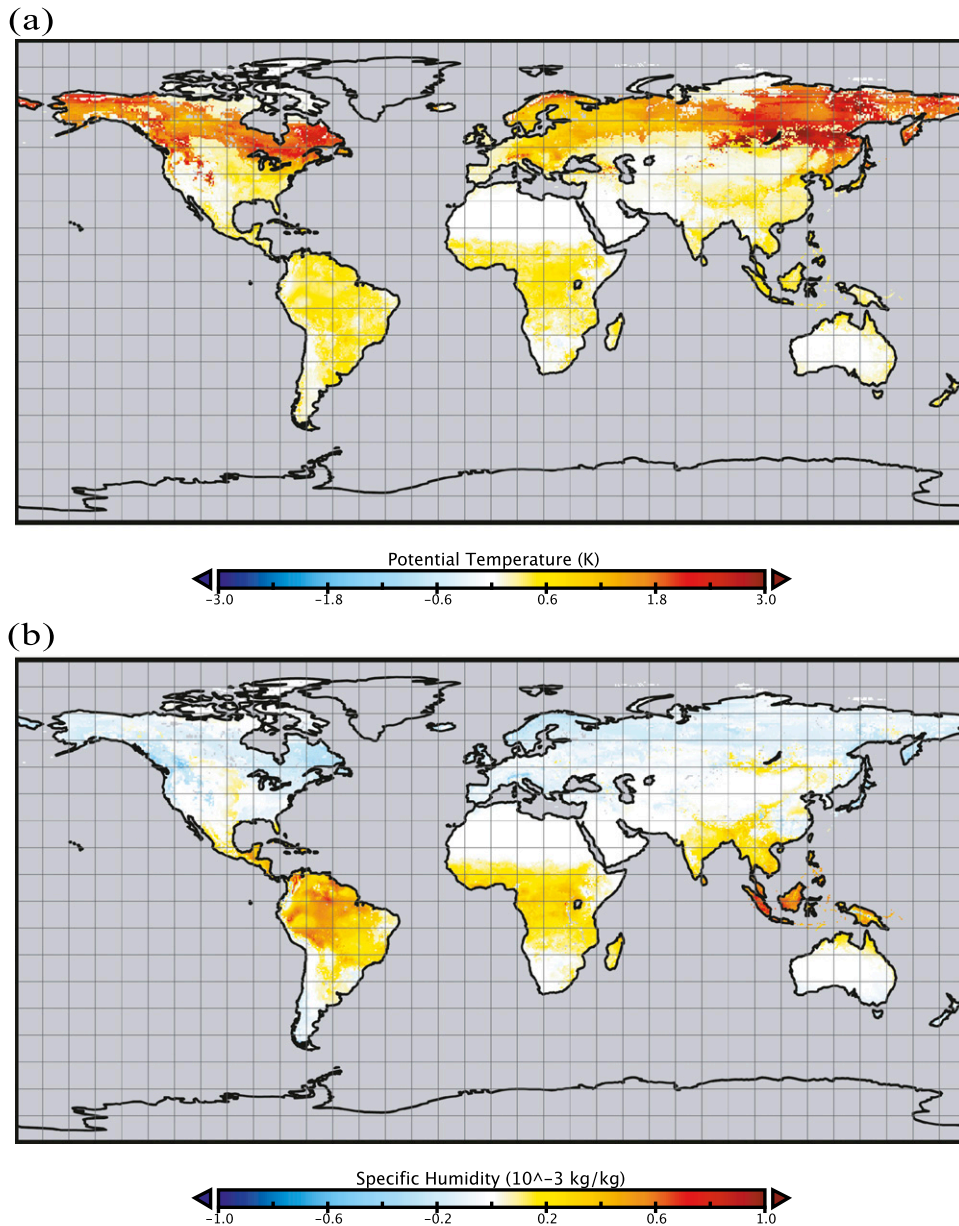 (a)
Potential Temperature (K)
−3.0 −1.8 −0.6 0.6 1.8 3.0
(b)
Specific Humidity (10^−3 kg/kg)
−1.0 −0.6 −0.2 0.2 0.6 1.0